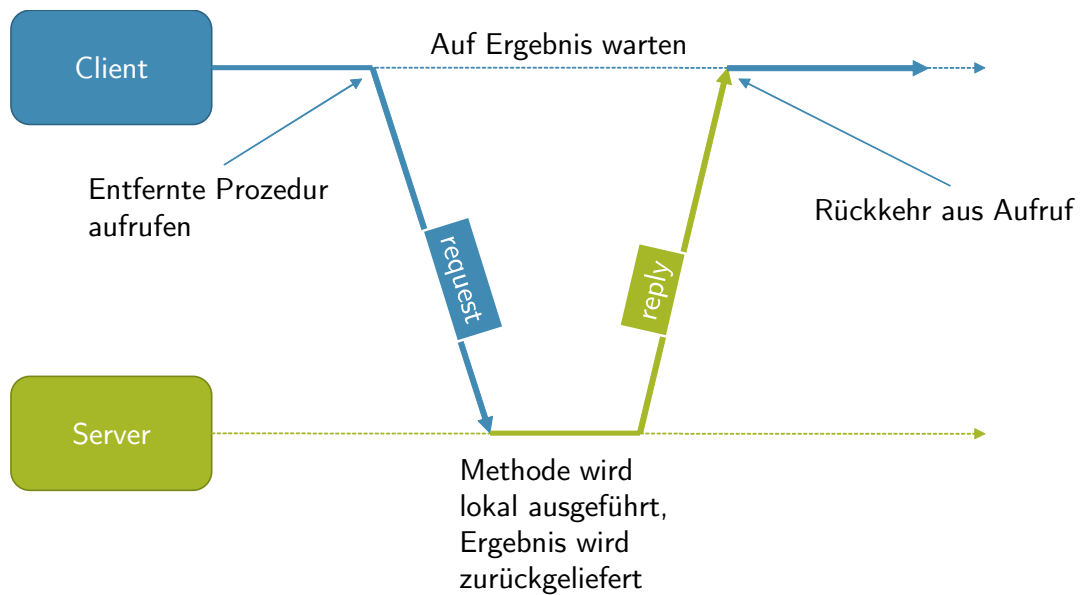 Client
Auf Ergebnis warten
Entfernte Prozedur
aufrufen
Rückkehr aus Aufruf
request
reply
Server
Methode wird
lokal ausgeführt,
Ergebnis wird
zurückgeliefert